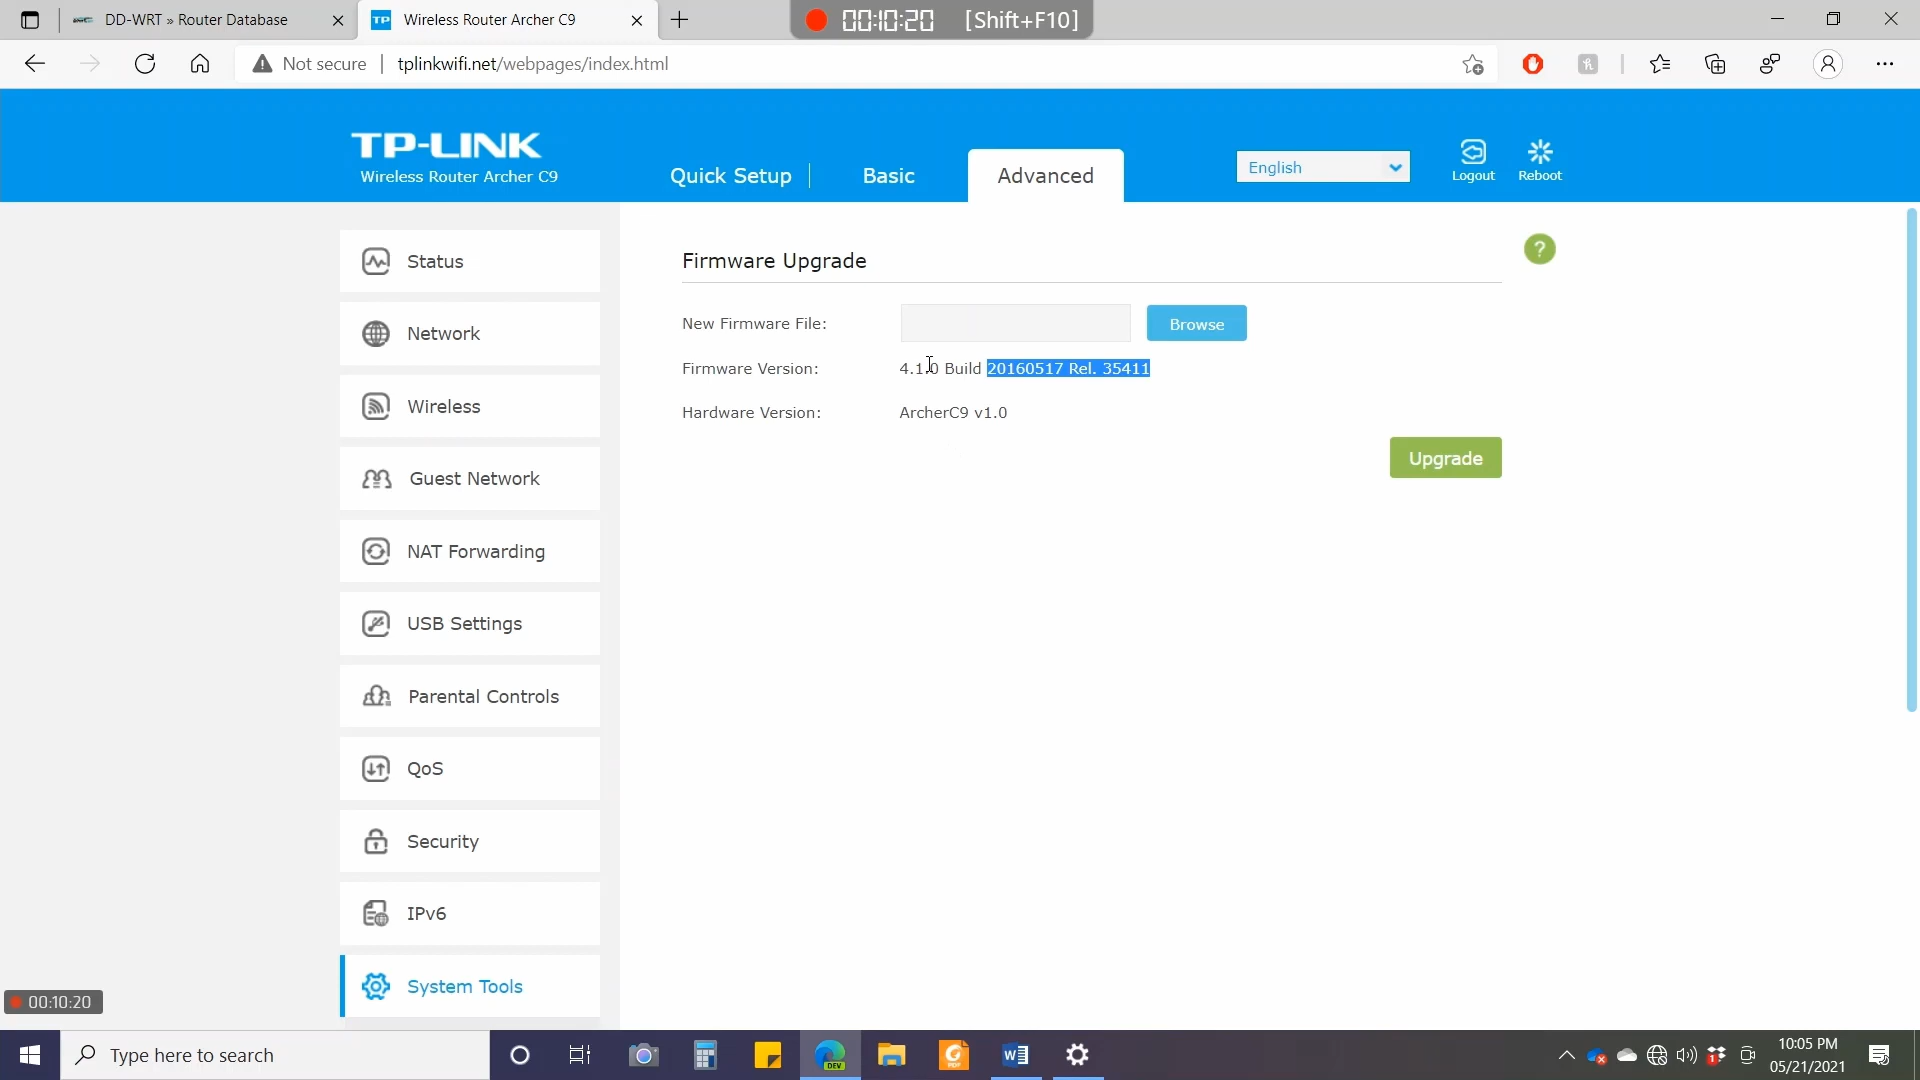 DD-WRT » Router Database
TP
Wireless Router Archer C9
00:10:20 [Shift+F10]
Not secure
tplinkwifi.net/webpages/index.html
TP-LINK
Wireless Router Archer C9
Quick Setup
Basic
Advanced
English
Logout
Reboot
Status
Network
Wireless
Guest Network
NAT Forwarding
USB Settings
Parental Controls
QoS
Security
IPv6
System Tools
Firmware Upgrade
?
New Firmware File:
Browse
Firmware Version: 4.1.0 Build 20160517 Rel. 35411
Hardware Version: ArcherC9 v1.0
Upgrade
00:10:20
Type here to search
DEV
PDF
W
1
10:05 PM
05/21/2021